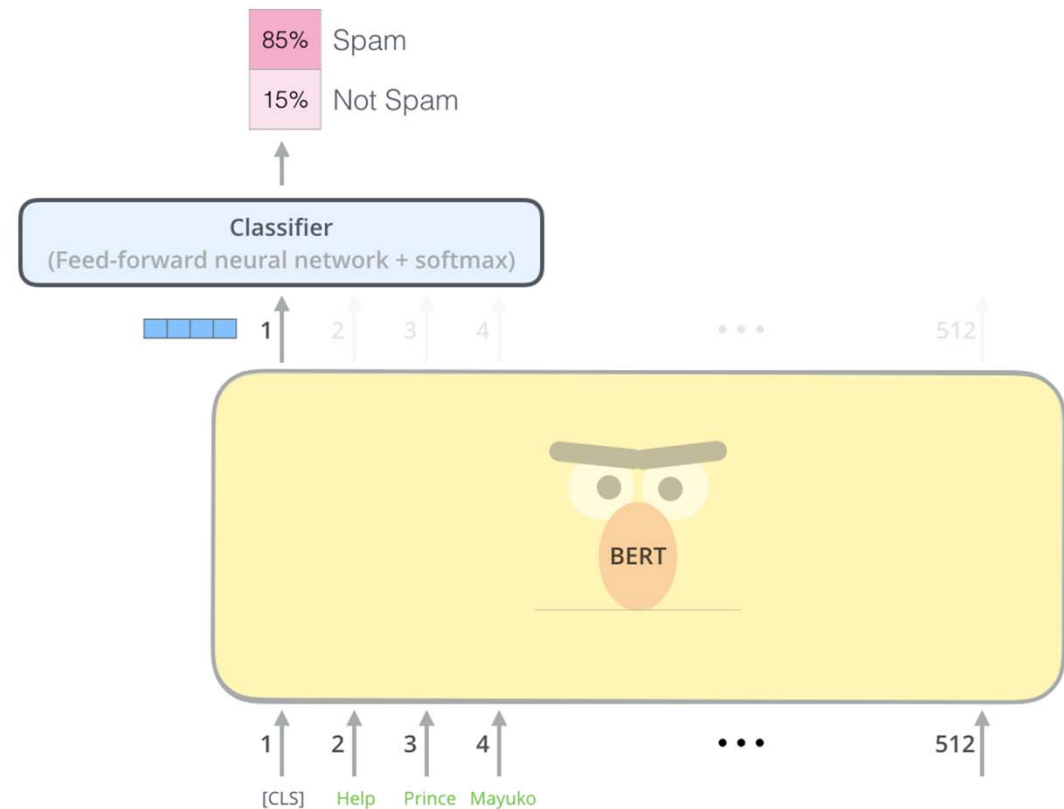 85% Spam
15% Not Spam
Classifier
(Feed-forward neural network + softmax)
1 2 3 4 • • • 512
BERT
1 2 3 4 • • • 512
[CLS] Help Prince Mayuko